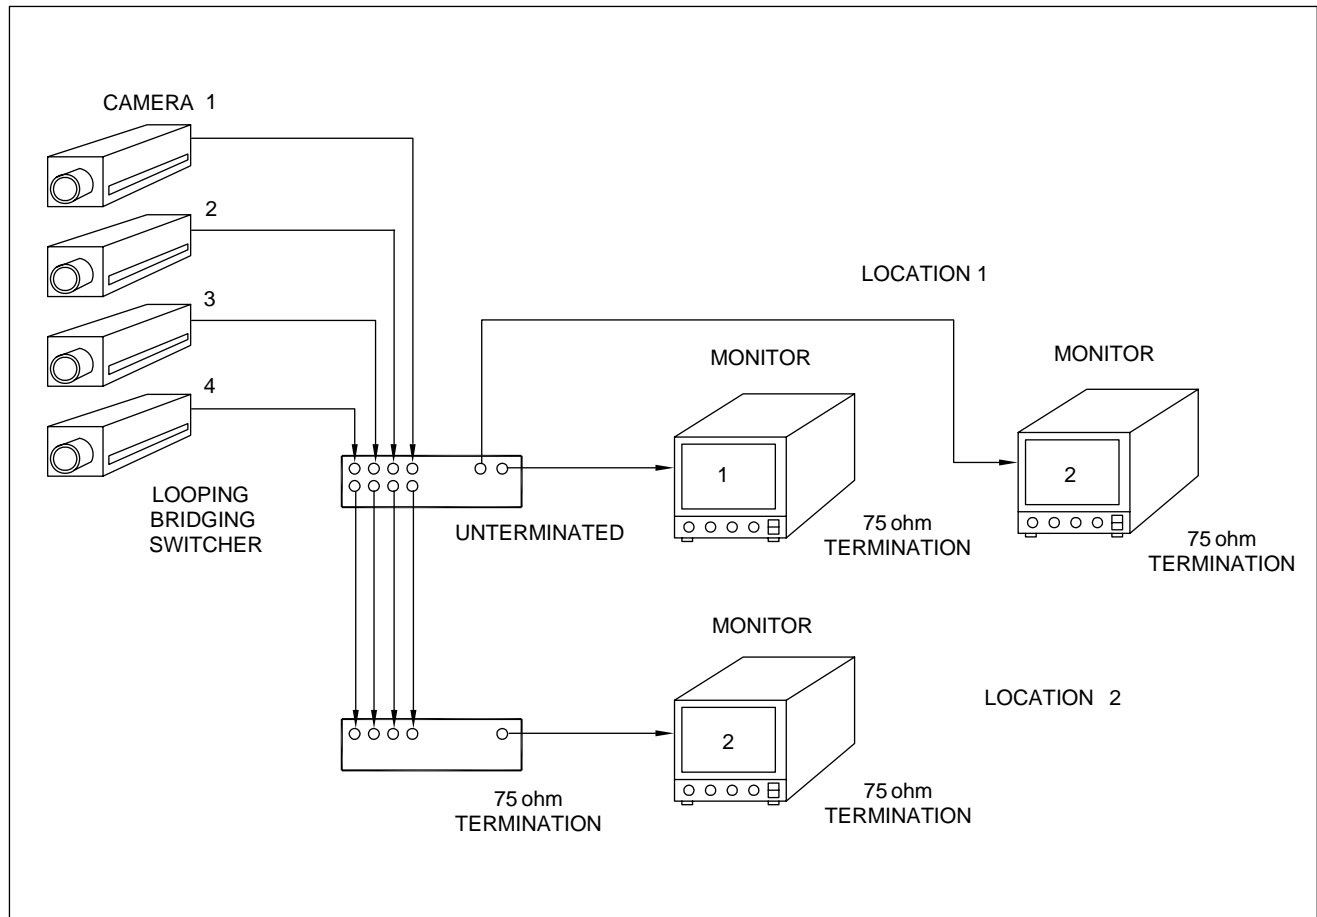 CAMERA 1
2
3
4
LOOPING
BRIDGING
SWITCHER
UNTERMINATED
LOCATION 1
MONITOR
1
75 ohm
TERMINATION
MONITOR
2
75 ohm
TERMINATION
MONITOR
2
75 ohm
TERMINATION
LOCATION 2
75 ohm
TERMINATION